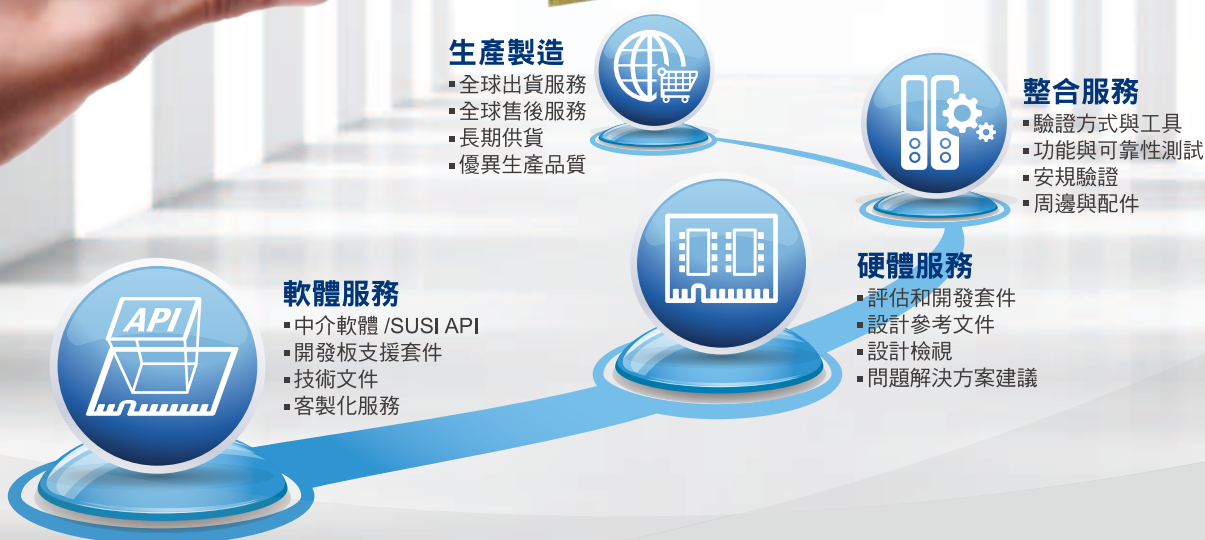 生產製造
▪全球出貨服務
▪全球售後服務
▪長期供貨
▪優異生產品質
整合服務
▪驗證方式與工具
▪功能與可靠性測試
▪安規驗證
▪周邊與配件
硬體服務
▪評估和開發套件
▪設計參考文件
▪設計檢視
▪問題解決方案建議
軟體服務
▪中介軟體 /SUSI API
▪開發板支援套件
▪技術文件
▪客製化服務
API